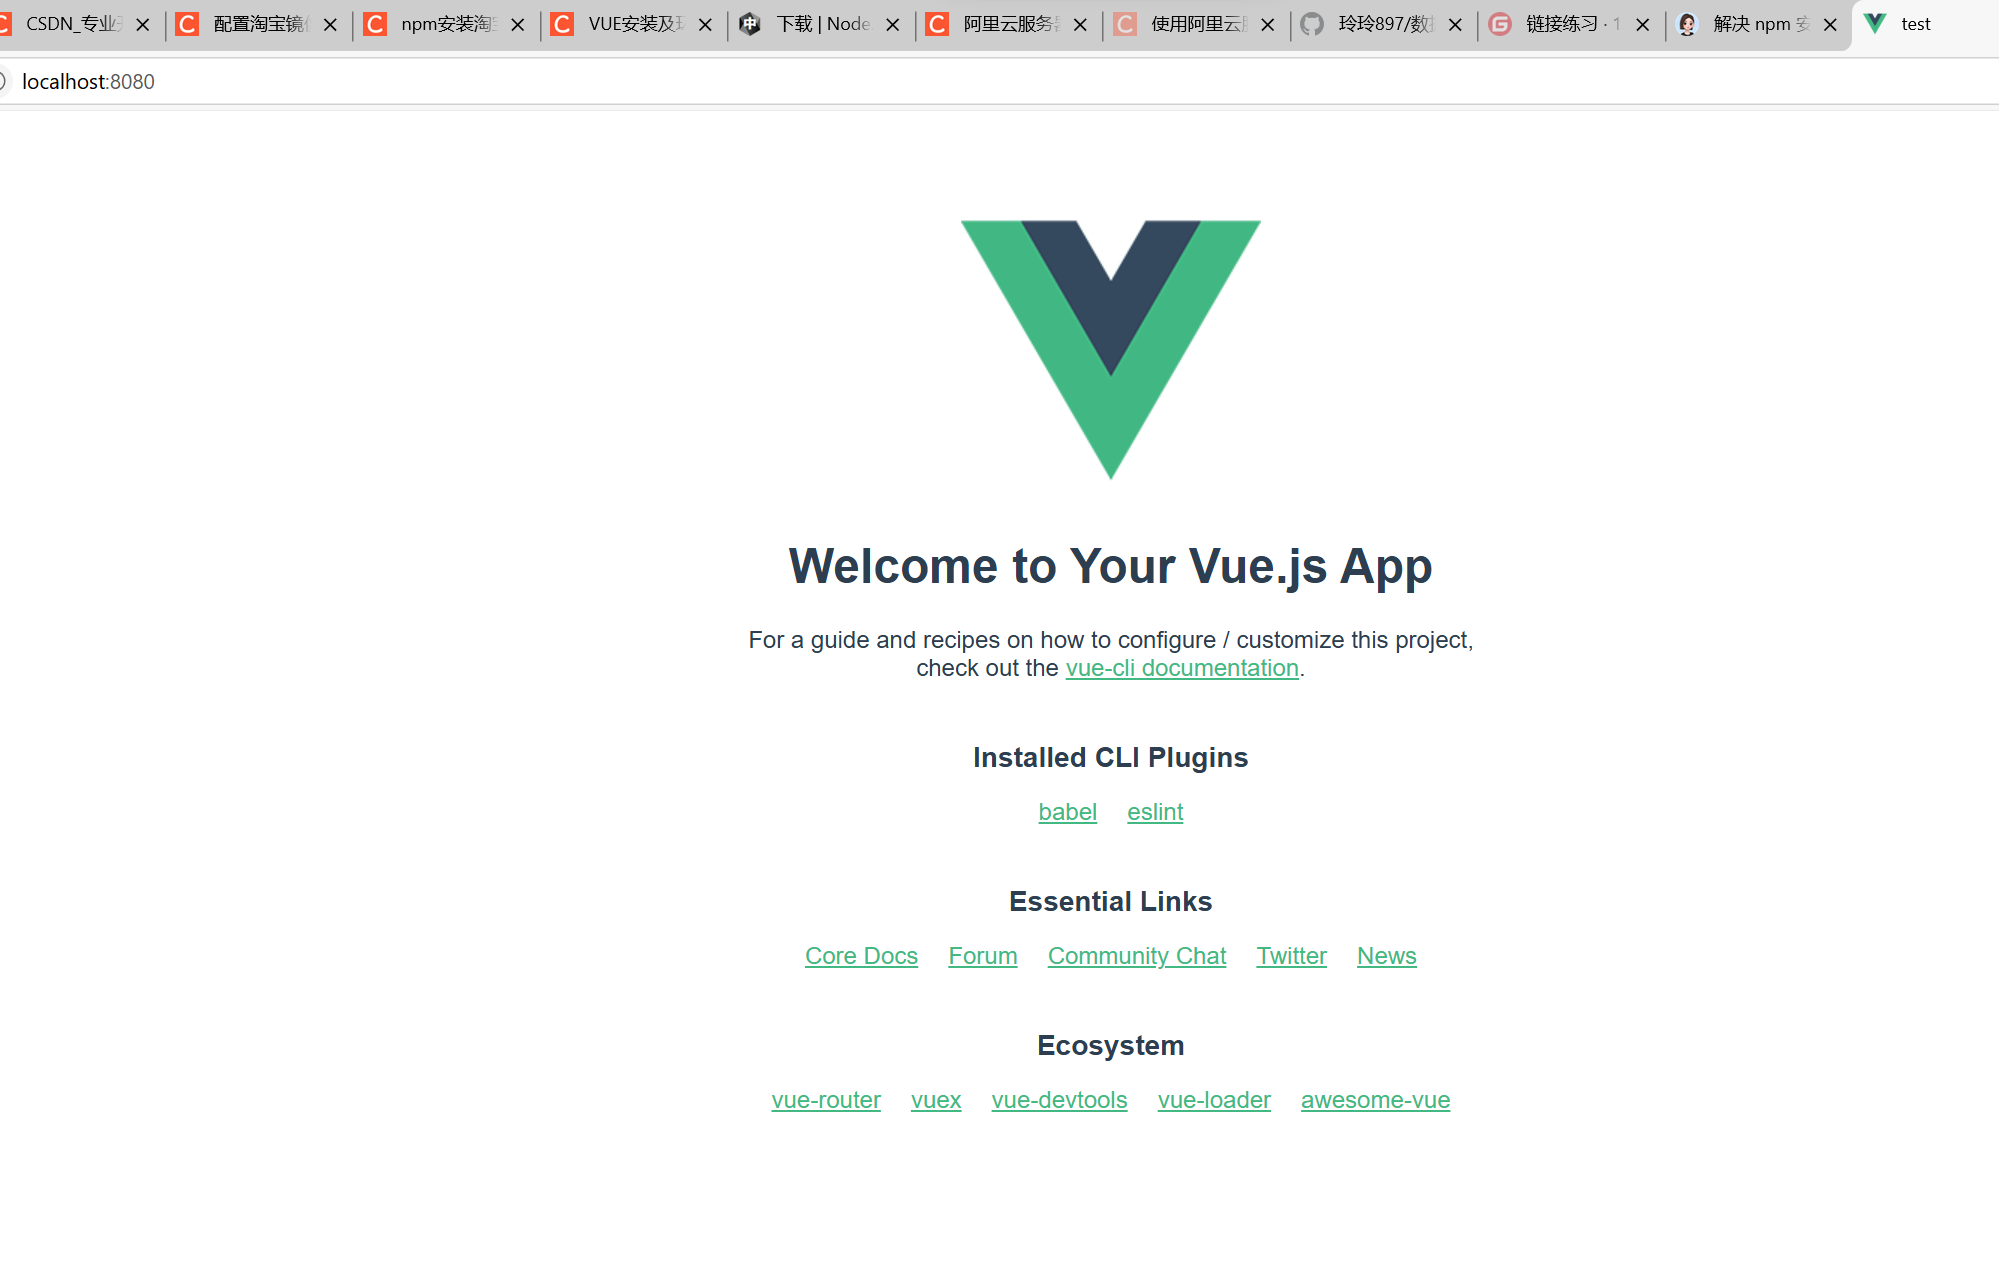 CSDN_专业 配置淘宝镜 npm安装淘 VUE安装及 下载 | Node. 阿里云服务 使用阿里云 玲玲897/数 链接练习 · 1 解决 npm 安 test
localhost:8080
Welcome to Your Vue.js App
For a guide and recipes on how to configure / customize this project,
check out the vue-cli documentation.
Installed CLI Plugins
babel eslint
Essential Links
Core Docs Forum Community Chat Twitter News
Ecosystem
vue-router vuex vue-devtools vue-loader awesome-vue